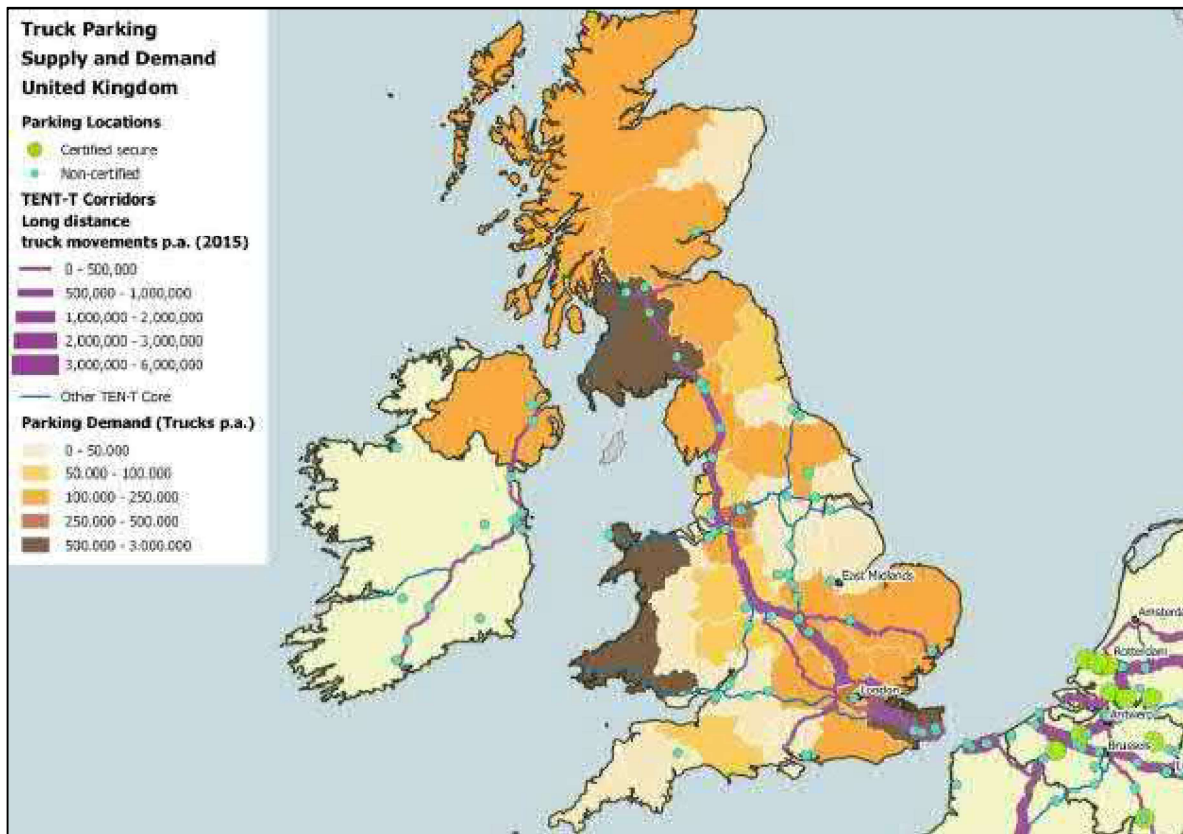 Truck Parking
Supply and Demand
United Kingdom
Parking Locations
Certified secure
Non-certified
TENT-T Corridors
Long distance
truck movements p.a. (2015)
0 - 500,000
500,000 - 1,000,000
1,000,000 - 2,000,000
2,000,000 - 3,000,000
3,000,000 - 6,000,000
Other TEN-T Core
Parking Demand (Trucks p.a.)
0 - 50.000
50.000 - 100.000
100.000 - 250.000
250.000 - 500.000
500.000 - 3.000.000
East Midlands
Amsterda
Rotterdam
London
Antwerp
Brussels